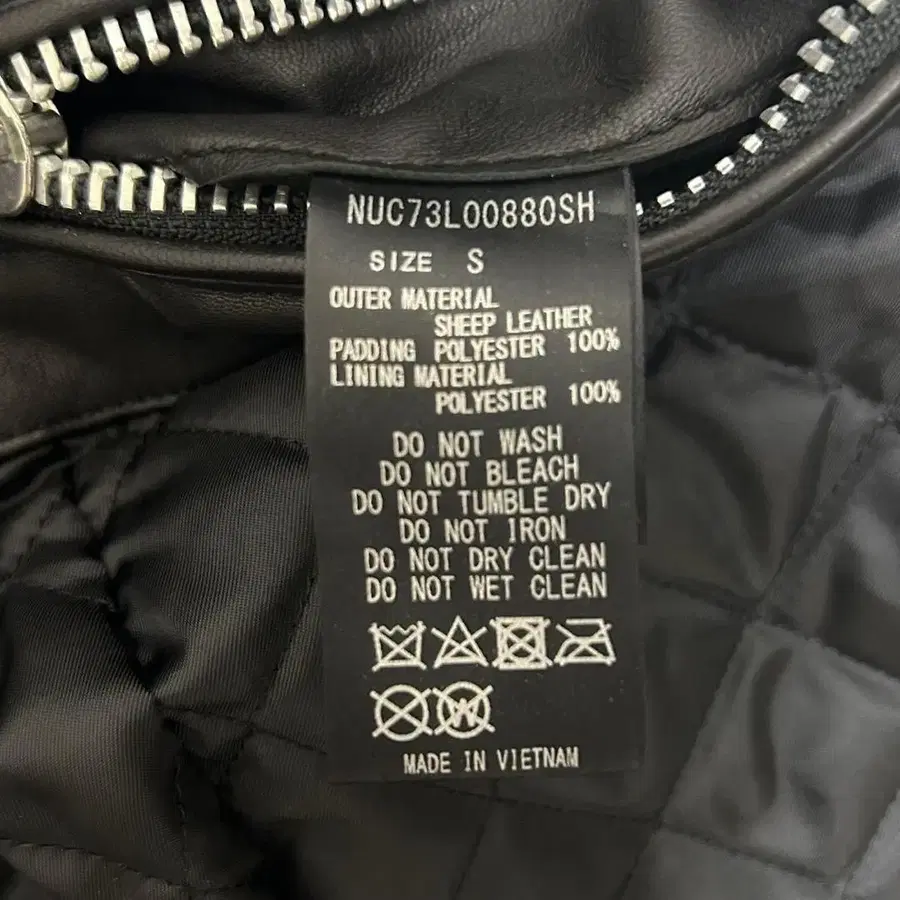 NUC73L00880SH
SIZE S
OUTER MATERIAL
SHEEP LEATHER
PADDING POLYESTER 100%
LINING MATERIAL
POLYESTER 100%
DO NOT WASH
DO NOT BLEACH
DO NOT TUMBLE DRY
DO NOT IRON
DO NOT DRY CLEAN
DO NOT WET CLEAN
W
MADE IN VIETNAM